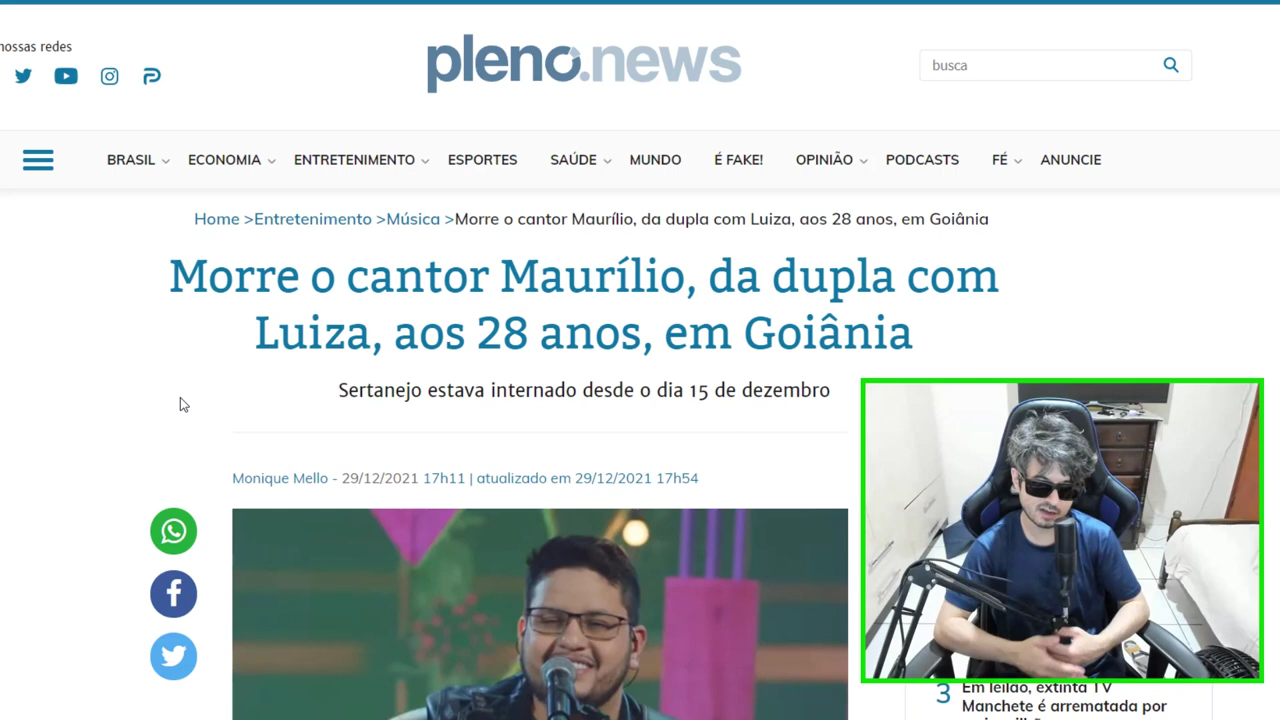 nossas redes
pleno.news
busca
BRASIL ECONOMIA ENTRETENIMENTO ESPORTES SAÚDE MUNDO É FAKE! OPINIÃO PODCASTS FÉ ANUNCIE
Home >Entretenimento >Música >Morre o cantor Maurílio, da dupla com Luiza, aos 28 anos, em Goiânia
Morre o cantor Maurílio, da dupla com
Luiza, aos 28 anos, em Goiânia
Sertanejo estava internado desde o dia 15 de dezembro
Monique Mello - 29/12/2021 17h11 | atualizado em 29/12/2021 17h54
3 Em leilão, extinta TV
Manchete é arrematada por